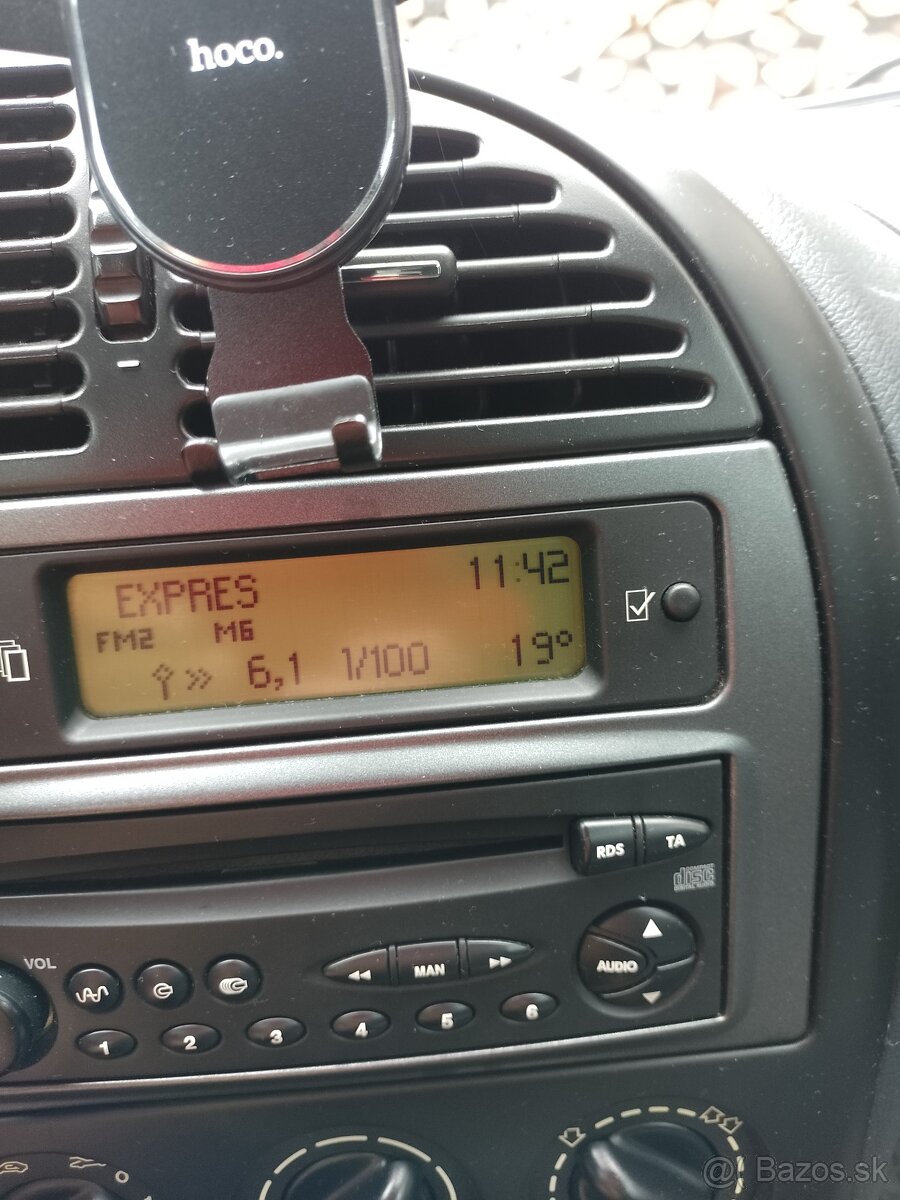 hoco.
EXPRES 11:42
FM2 M6
6,1 1/100 19°
RDS TA
COMPACT
disc
DIGITAL AUDIO
VOL
MAN
AUDIO
1 2 3 4 5 6
@ Bazos.sk